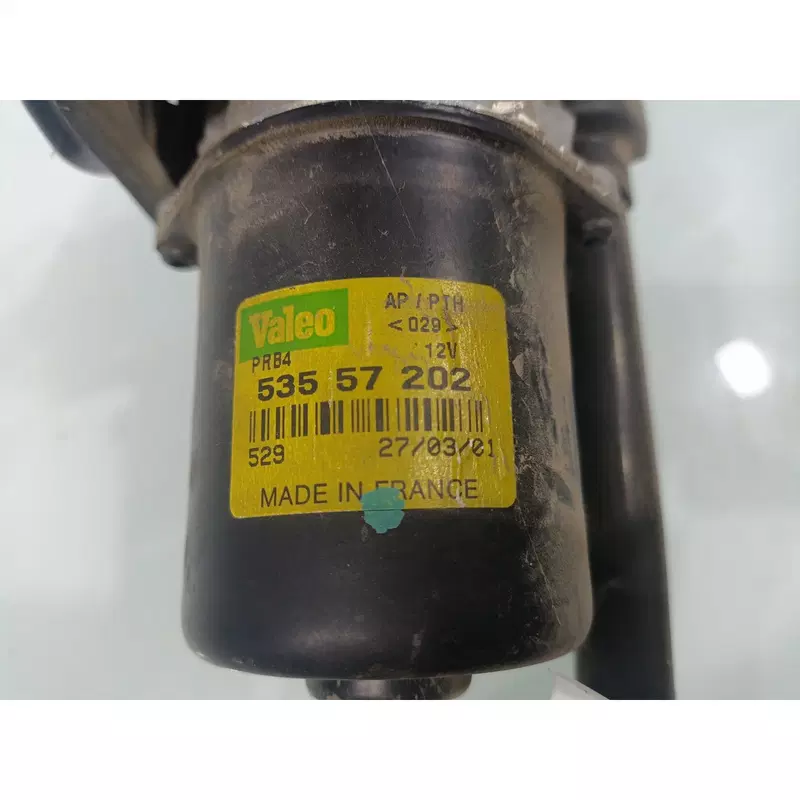 Valeo
AP / PTH
<029>
PRB4
12V
535 57 202
529
27/03/01
MADE IN FRANCE